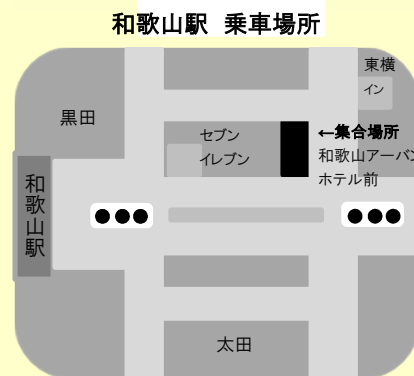 和歌山駅 乗車場所
東横
イン
黒田
セブン
イレブン
←集合場所
和歌山アーバン
ホテル前
和歌山駅
太田